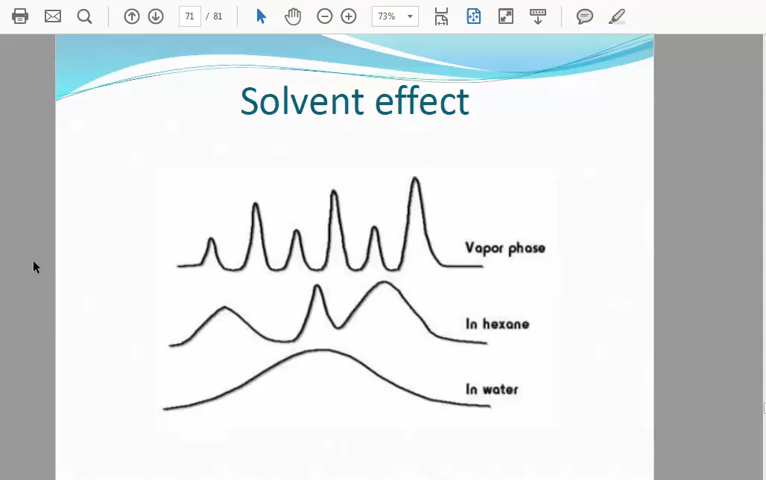 71 / 81
73%
Solvent effect
Vapor phase
In hexane
In water